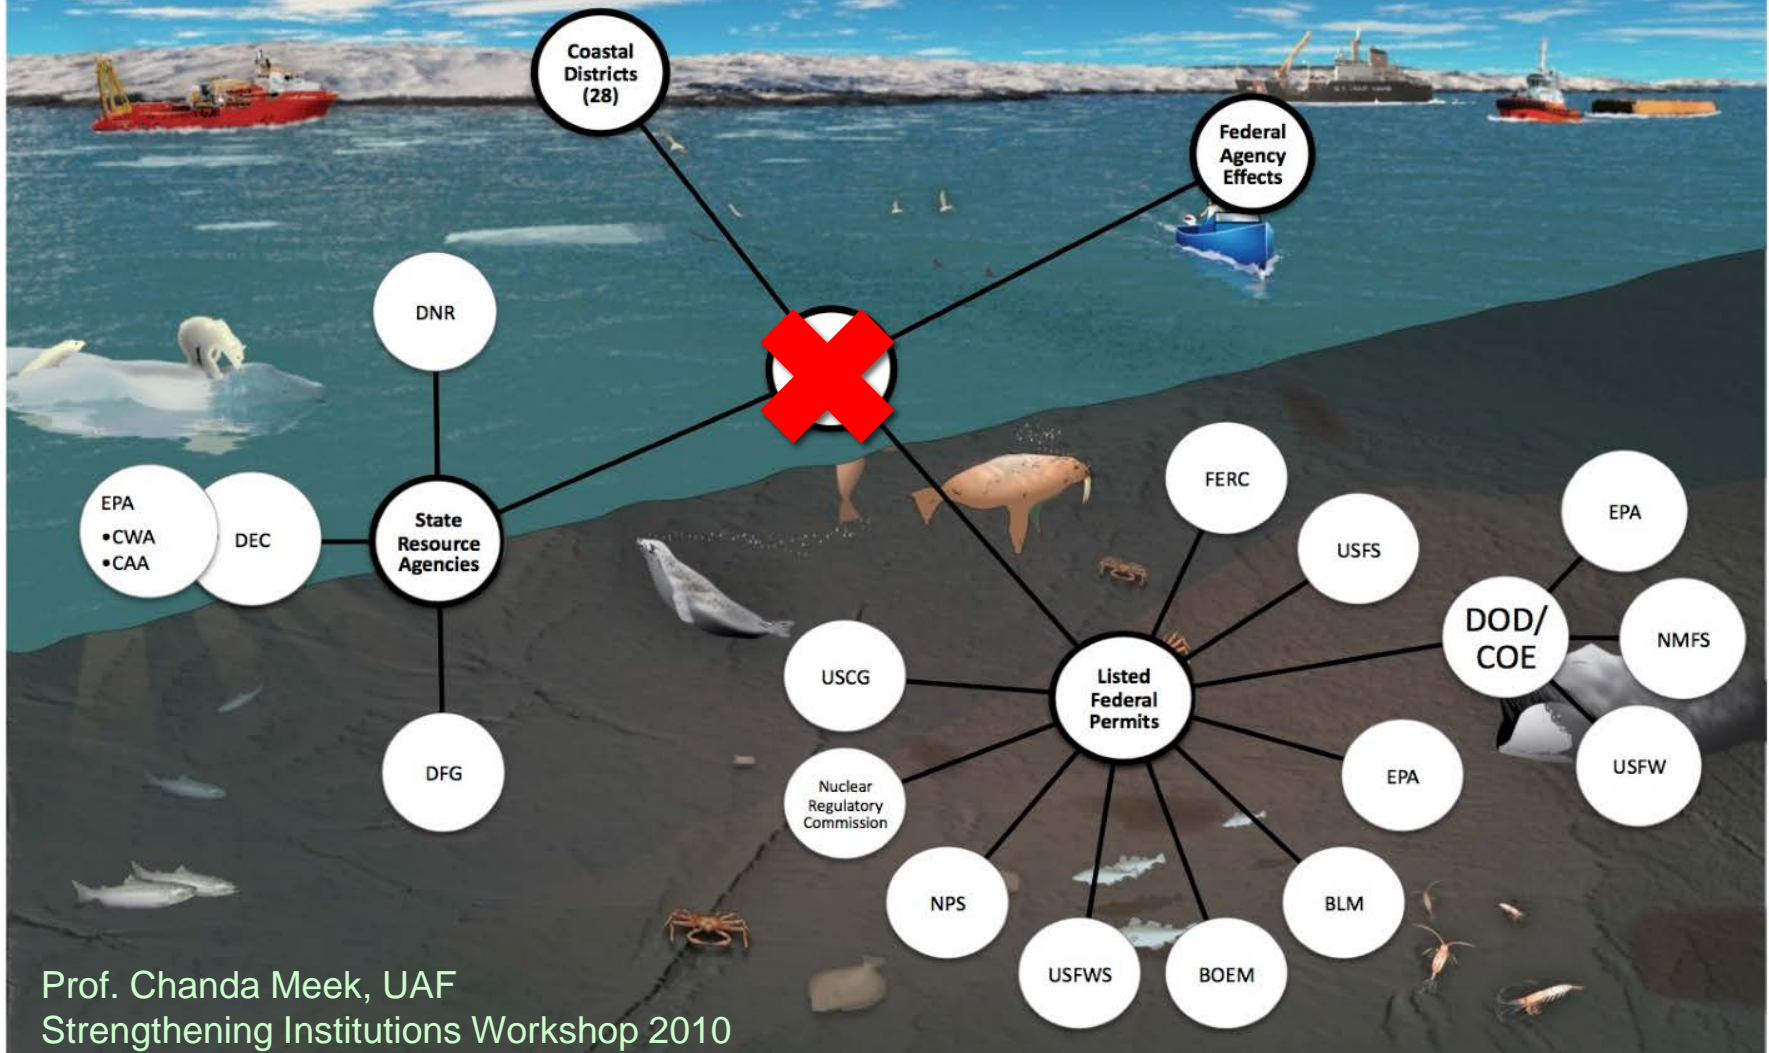 Coastal
Districts
(28)
Federal
Agency
Effects
DNR
EPA
•CWA
•CAA
DEC
State
Resource
Agencies
DFG
FERC
USFS
EPA
DOD/
COE
NMFS
USFW
USCG
Listed
Federal
Permits
EPA
Nuclear
Regulatory
Commission
NPS
USFWS
BOEM
BLM
Prof. Chanda Meek, UAF
Strengthening Institutions Workshop 2010